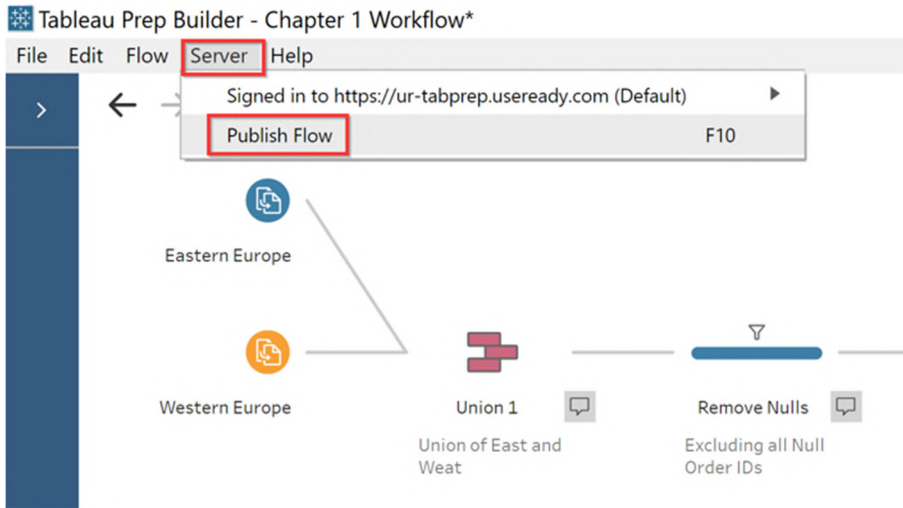 Tableau Prep Builder - Chapter 1 Workflow*
File Edit Flow Server Help
Signed in to https://ur-tabprep.useready.com (Default)
Publish Flow F10
Eastern Europe
Western Europe
Union 1
Remove Nulls
Union of East and
Weat
Excluding all Null
Order IDs